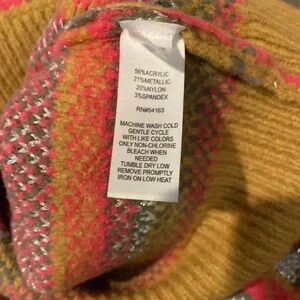 56%ACRYLIC
21%METALLIC
20%NYLON
3%SPANDEX
RN#54163
MACHINE WASH COLD
GENTLE CYCLE
WITH LIKE COLORS
ONLY NON-CHLORINE
BLEACH WHEN
NEEDED
TUMBLE DRY LOW
REMOVE PROMPTLY
IRON ON LOW HEAT